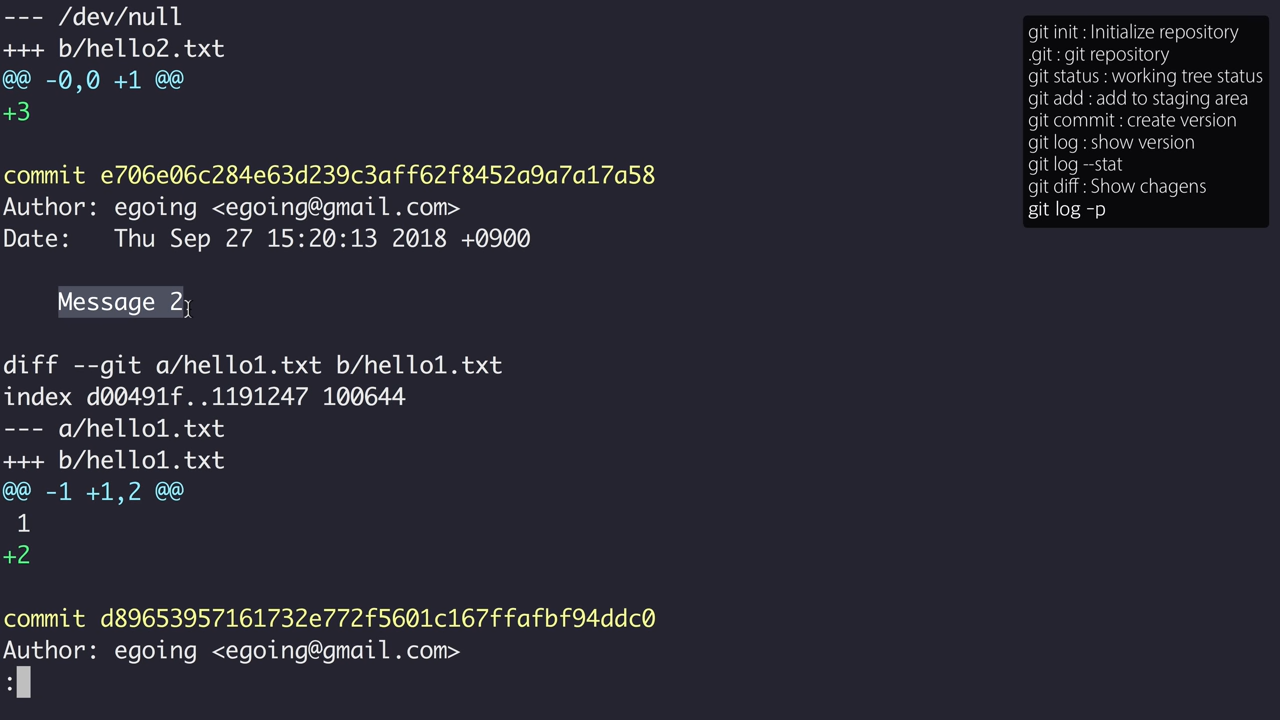 --- /dev/null
+++ b/hello2.txt
@@ -0,0 +1 @@
+3
commit e706e06c284e63d239c3aff62f8452a9a7a17a58
Author: egoing <egoing@gmail.com>
Date:   Thu Sep 27 15:20:13 2018 +0900
Message 2
diff --git a/hello1.txt b/hello1.txt
index d00491f..1191247 100644
--- a/hello1.txt
+++ b/hello1.txt
@@ -1 +1,2 @@
1
+2
commit d89653957161732e772f5601c167ffafbf94ddc0
Author: egoing <egoing@gmail.com>
:
git init : Initialize repository
.git : git repository
git status : working tree status
git add : add to staging area
git commit : create version
git log : show version
git log --stat
git diff : Show chagens
git log -p